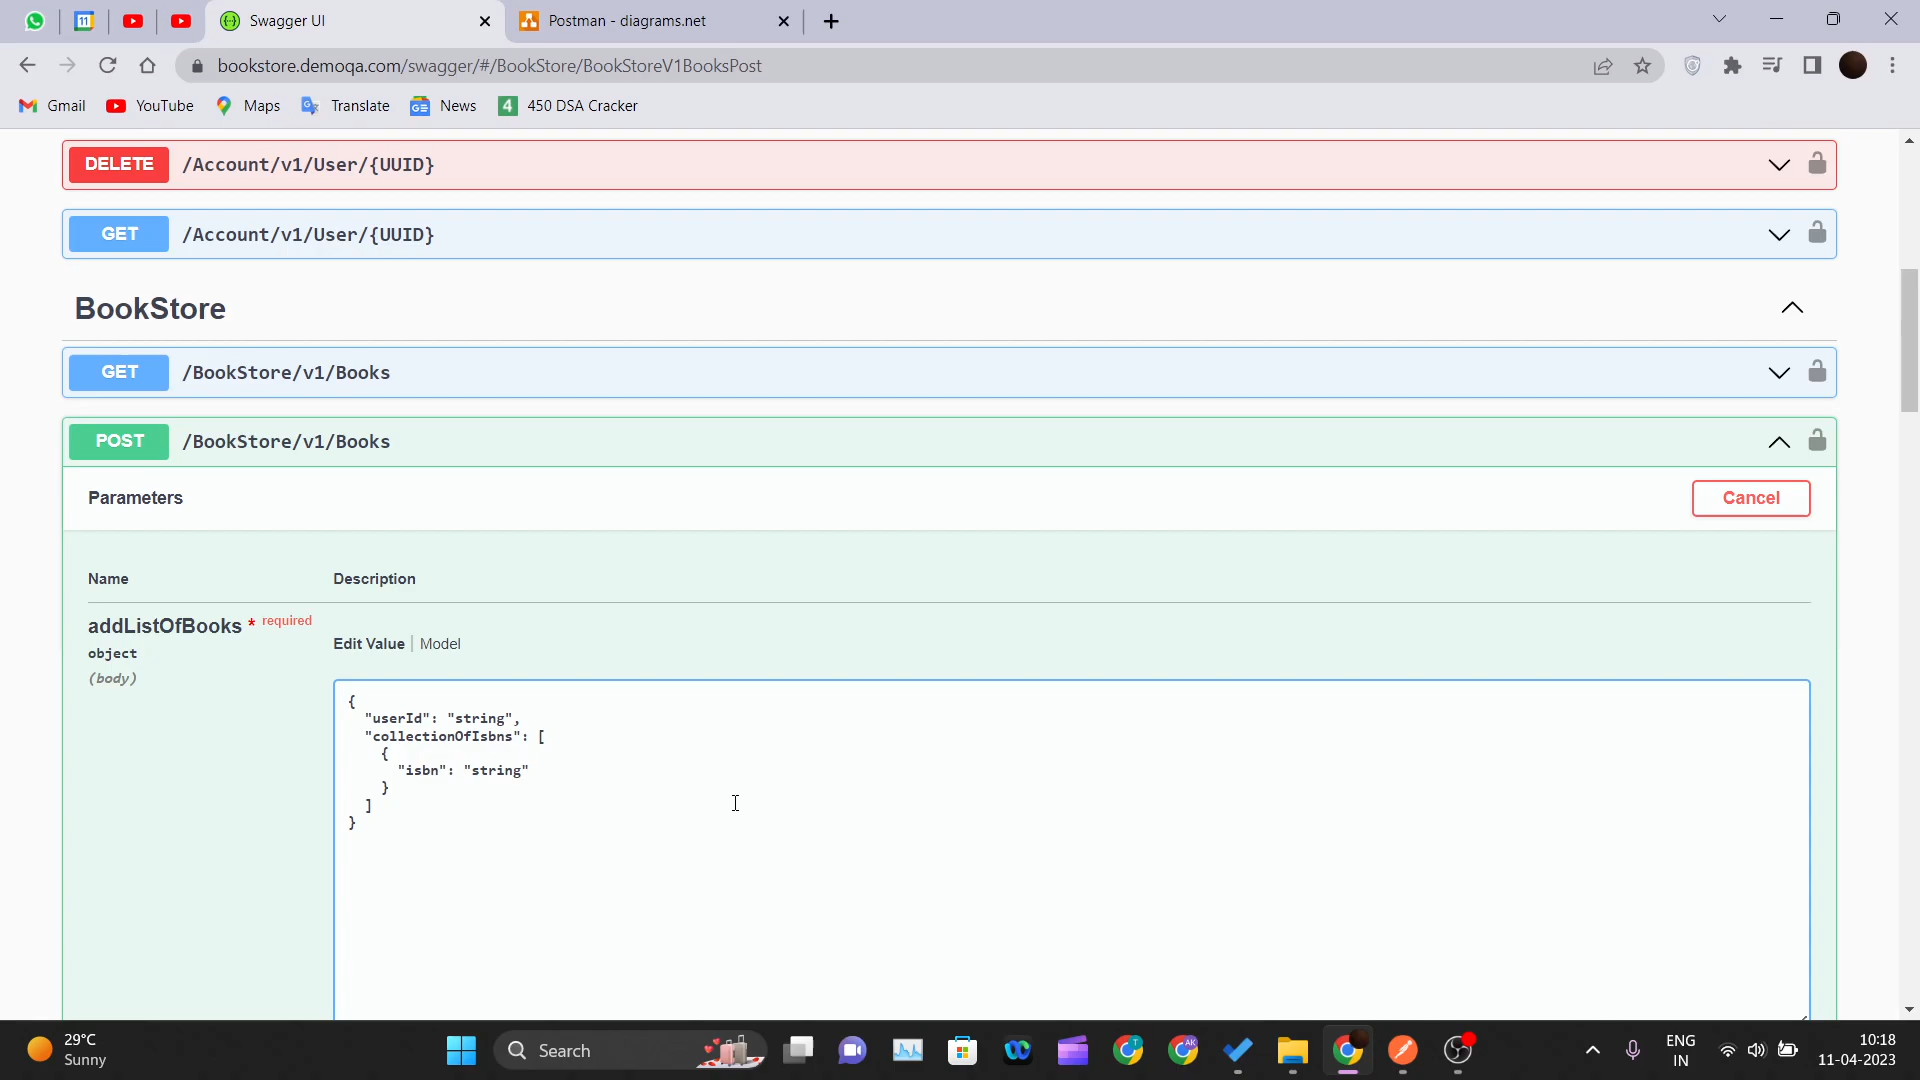 11
Swagger UI
Postman - diagrams.net
bookstore.demoqa.com/swagger/#/BookStore/BookStoreV1BooksPost
Gmail
YouTube
Maps
Translate
News
4
450 DSA Cracker
DELETE
/Account/v1/User/{UUID}
GET
/Account/v1/User/{UUID}
BookStore
GET
/BookStore/v1/Books
POST
/BookStore/v1/Books
Parameters
Cancel
Name
Description
addListOfBooks * required
object
(body)
Edit Value | Model
{
"userId": "string",
"collectionOfIsbns": [
{
"isbn": "string"
}
]
}
29°C
Sunny
Search
T
AK
ENG
IN
10:18
11-04-2023